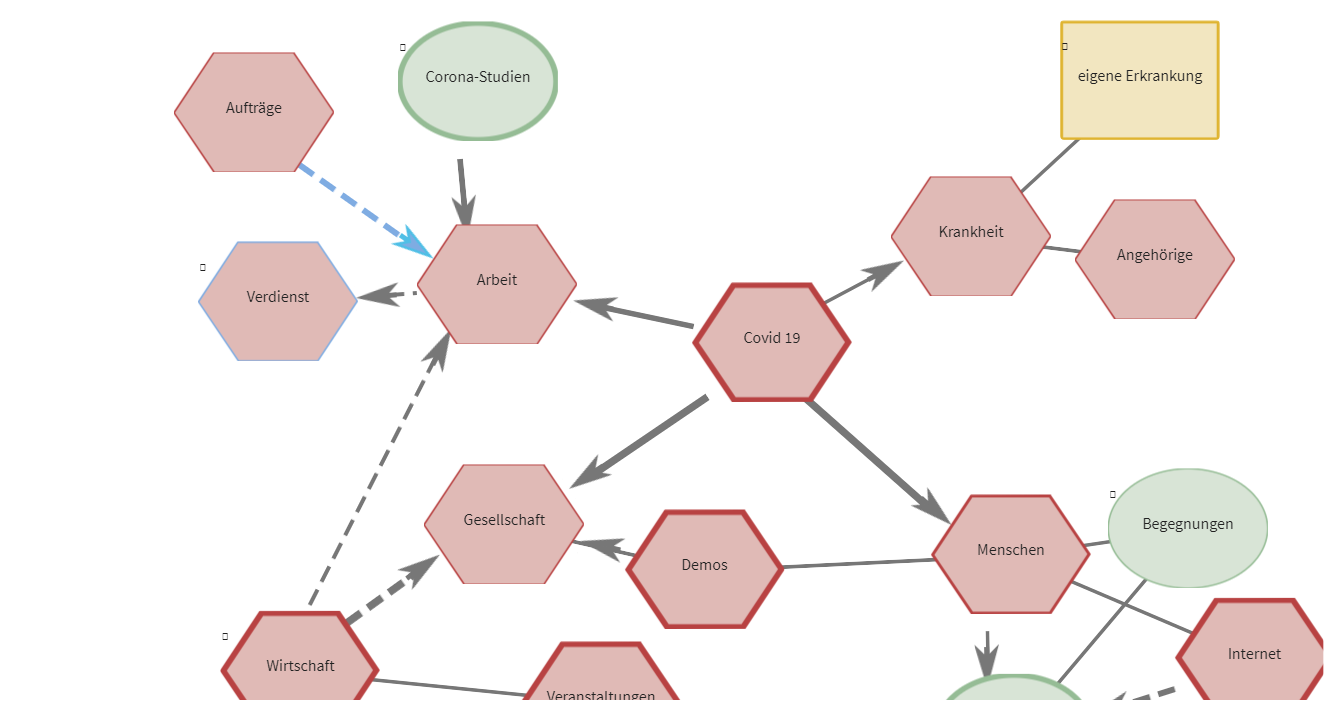 Corona-Studien
eigene Erkrankung
Aufträge
Krankheit
Angehörige
Arbeit
Verdienst
Covid 19
Gesellschaft
Begegnungen
Menschen
Demos
Internet
Wirtschaft
Veranstaltungen